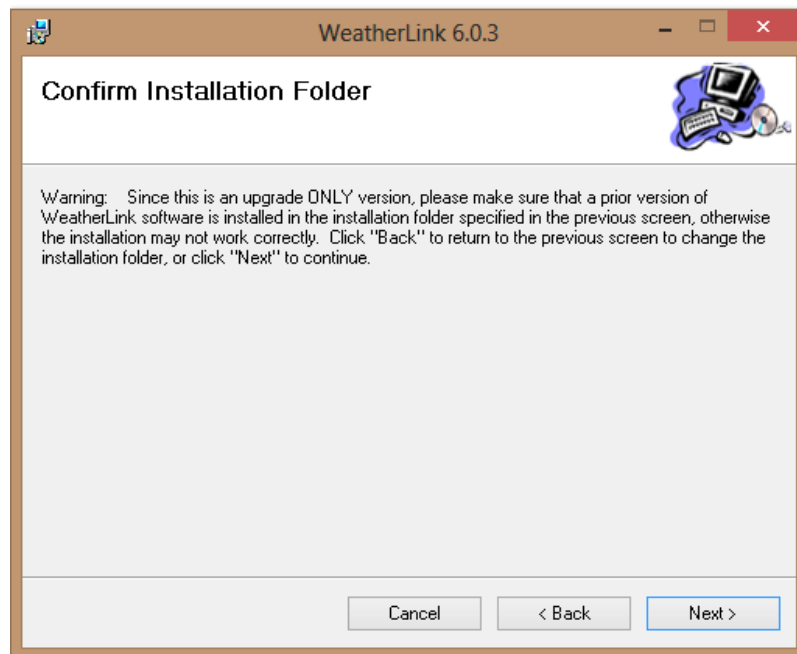 WeatherLink 6.0.3
Confirm Installation Folder
Warning:    Since this is an upgrade ONLY version, please make sure that a prior version of
WeatherLink software is installed in the installation folder specified in the previous screen, otherwise
the installation may not work correctly.  Click "Back" to return to the previous screen to change the
installation folder, or click "Next" to continue.
Cancel
< Back
Next >